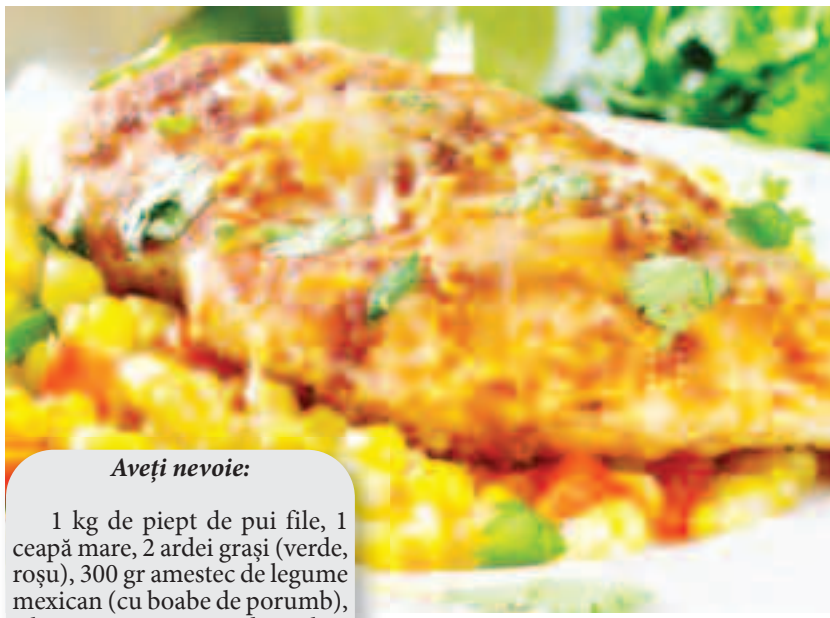 Aveți nevoie:
1 kg de piept de pui file, 1
ceapă mare, 2 ardei grași (verde,
roșu), 300 gr amestec de legume
mexican (cu boabe de porumb),